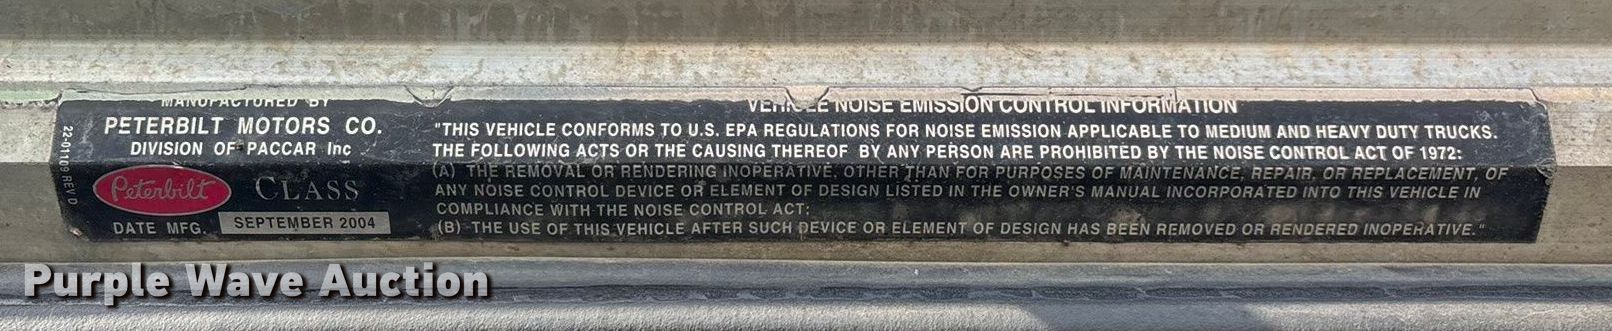 MANUFACTURED BY
PETERBILT MOTORS CO.
DIVISION OF PACCAR Inc
22-01109 REV D
Peterbilt CLASS
DATE MFG. SEPTEMBER 2004
VEHICLE NOISE EMISSION CONTROL INFORMATION
"THIS VEHICLE CONFORMS TO U.S. EPA REGULATIONS FOR NOISE EMISSION APPLICABLE TO MEDIUM AND HEAVY DUTY TRUCKS.
THE FOLLOWING ACTS OR THE CAUSING THEREOF BY ANY PERSON ARE PROHIBITED BY THE NOISE CONTROL ACT OF 1972:
(A) THE REMOVAL OR RENDERING INOPERATIVE, OTHER THAN FOR PURPOSES OF MAINTENANCE, REPAIR, OR REPLACEMENT, OF
ANY NOISE CONTROL DEVICE OR ELEMENT OF DESIGN LISTED IN THE OWNER'S MANUAL INCORPORATED INTO THIS VEHICLE IN
COMPLIANCE WITH THE NOISE CONTROL ACT:
(B) THE USE OF THIS VEHICLE AFTER SUCH DEVICE OR ELEMENT OF DESIGN HAS BEEN REMOVED OR RENDERED INOPERATIVE."
Purple Wave Auction